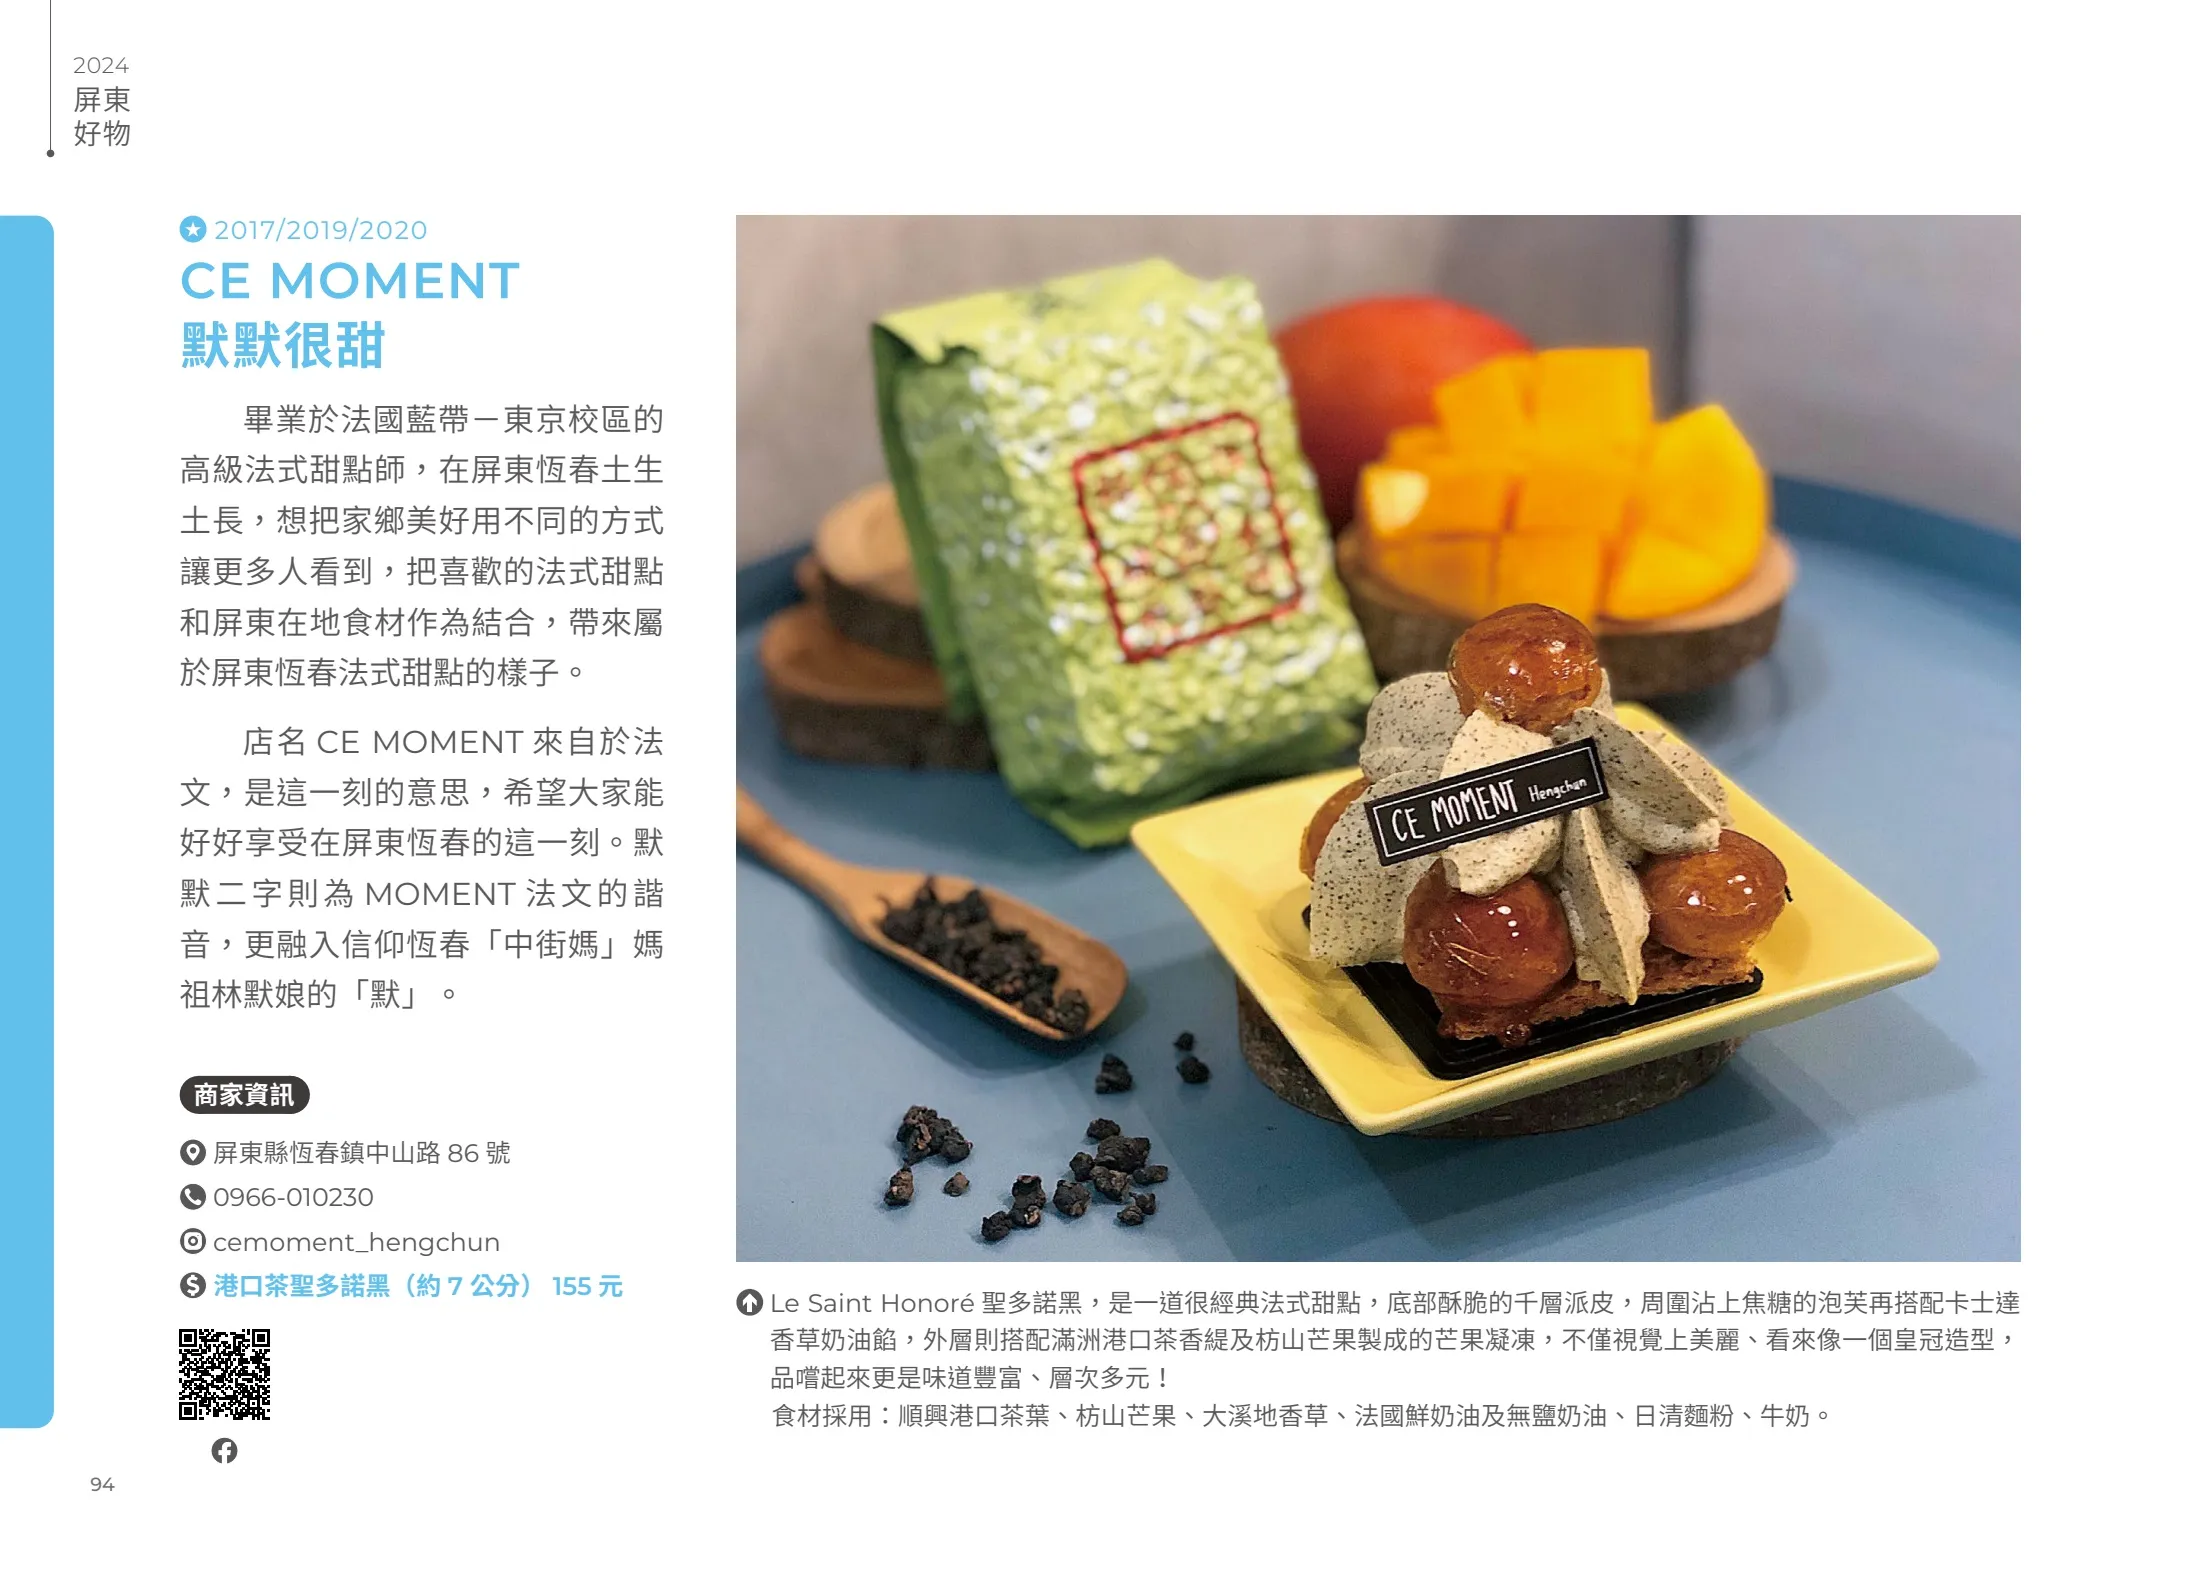 2024
屏東
好物
2017/2019/2020
CE MOMENT
默默很甜
畢業於法國藍帶－東京校區的
高級法式甜點師，在屏東恆春土生
土長，想把家鄉美好用不同的方式
讓更多人看到，把喜歡的法式甜點
和屏東在地食材作為結合，帶來屬
於屏東恆春法式甜點的樣子。
店名 CE MOMENT 來自於法
文，是這一刻的意思，希望大家能
好好享受在屏東恆春的這一刻。默
默二字則為 MOMENT 法文的諧
音，更融入信仰恆春「中街媽」媽
祖林默娘的「默」。
商家資訊
屏東縣恆春鎮中山路 86 號
0966-010230
cemoment_hengchun
港口茶聖多諾黑（約 7 公分） 155 元
CE MOMENT Hengchun
Le Saint Honoré 聖多諾黑，是一道很經典法式甜點，底部酥脆的千層派皮，周圍沾上焦糖的泡芙再搭配卡士達
香草奶油餡，外層則搭配滿洲港口茶香緹及枋山芒果製成的芒果凝凍，不僅視覺上美麗、看來像一個皇冠造型，
品嚐起來更是味道豐富、層次多元！
食材採用：順興港口茶葉、枋山芒果、大溪地香草、法國鮮奶油及無鹽奶油、日清麵粉、牛奶。
94